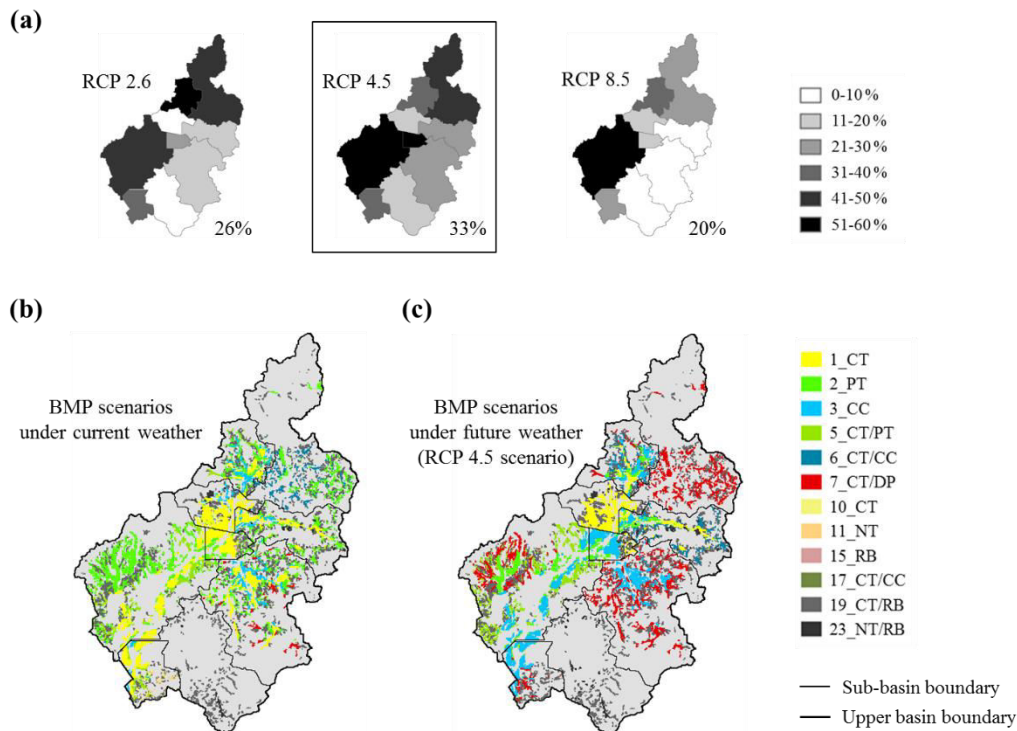 (a)
RCP 2.6
26%
RCP 4.5
33%
RCP 8.5
20%
0-10%
11-20%
21-30%
31-40%
41-50%
51-60%
(b)
BMP scenarios
under current weather
(c)
BMP scenarios
under future weather
(RCP 4.5 scenario)
1_CT
2_PT
3_CC
5_CT/PT
6_CT/CC
7_CT/DP
10_CT
11_NT
15_RB
17_CT/CC
19_CT/RB
23_NT/RB
Sub-basin boundary
Upper basin boundary